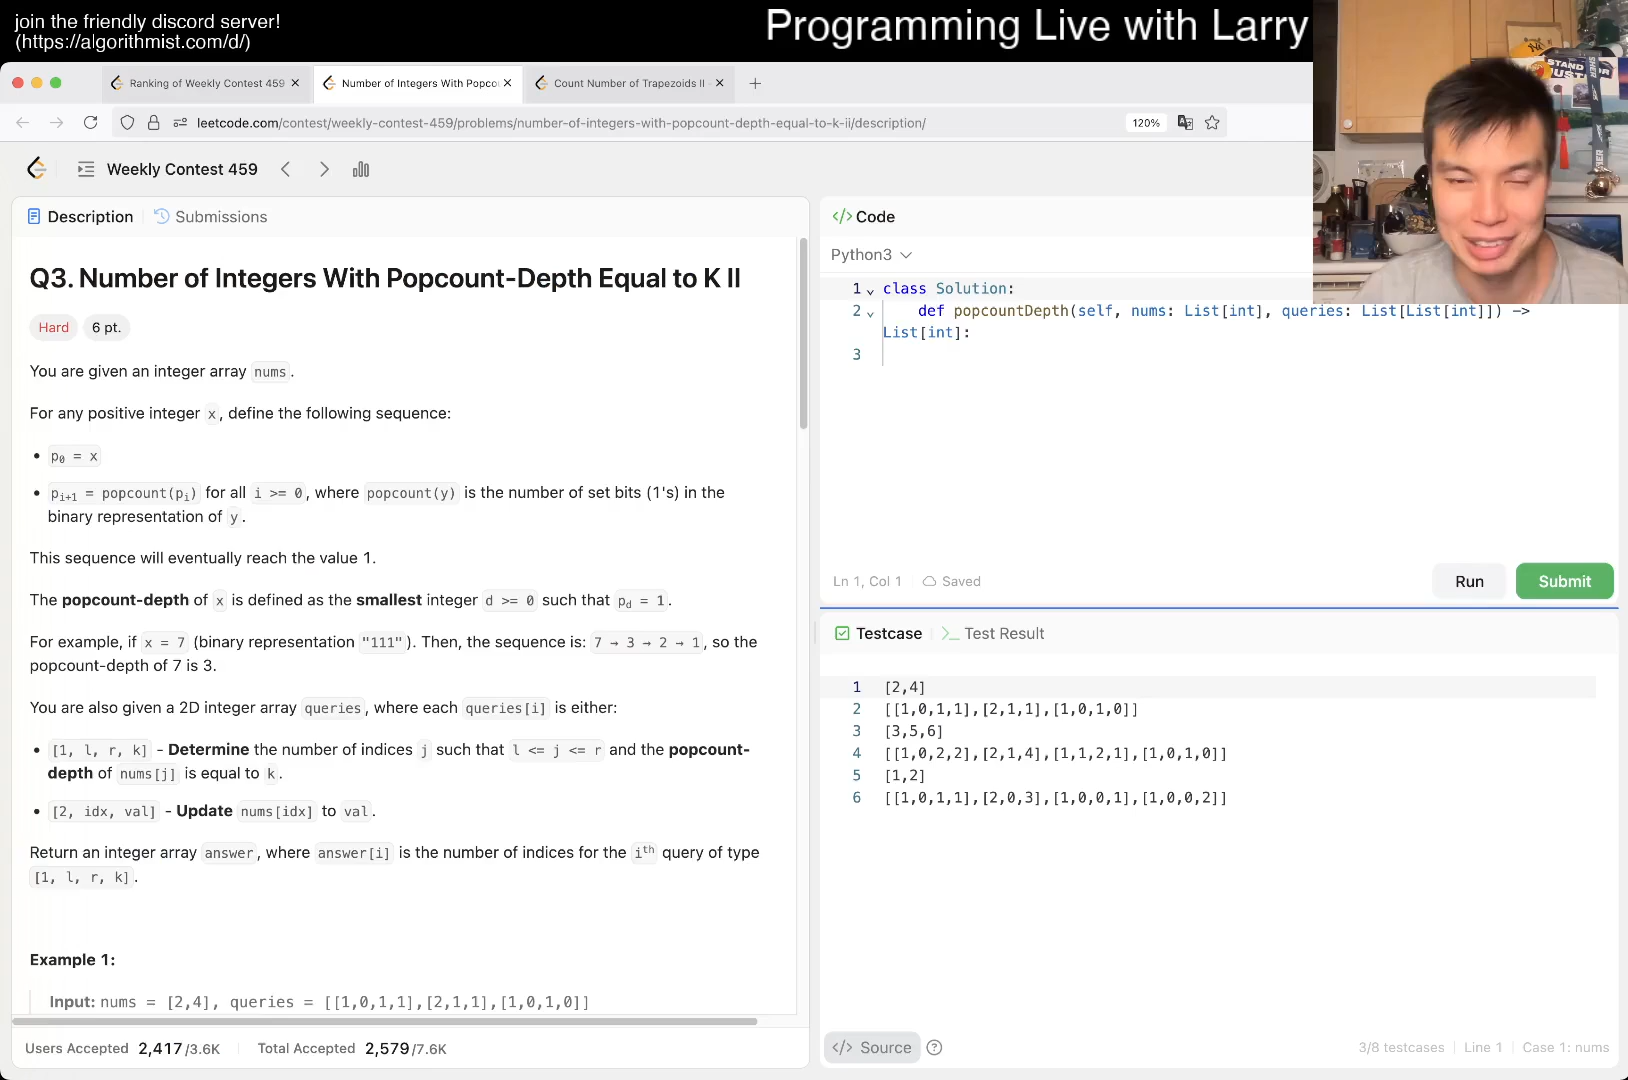 join the friendly discord server!
(https://algorithmist.com/d/)
Programming Live with Larry
Ranking of Weekly Contest 459
Number of Integers With Popco
Count Number of Trapezoids II
leetcode.com/contest/weekly-contest-459/problems/number-of-integers-with-popcount-depth-equal-to-k-ii/description/
120%
Weekly Contest 459
Description
Submissions
Q3. Number of Integers With Popcount-Depth Equal to K II
Hard 6 pt.
You are given an integer array nums.
For any positive integer x, define the following sequence:
• p0 = x
• pi+1 = popcount(pi) for all i >= 0, where popcount(y) is the number of set bits (1's) in the
binary representation of y.
This sequence will eventually reach the value 1.
The popcount-depth of x is defined as the smallest integer d >= 0 such that pd = 1.
For example, if x = 7 (binary representation "111"). Then, the sequence is: 7 → 3 → 2 → 1, so the
popcount-depth of 7 is 3.
You are also given a 2D integer array queries, where each queries[i] is either:
• [1, l, r, k] - Determine the number of indices j such that l <= j <= r and the popcount-
depth of nums[j] is equal to k.
• [2, idx, val] - Update nums[idx] to val.
Return an integer array answer, where answer[i] is the number of indices for the ith query of type
[1, l, r, k].
Example 1:
Input: nums = [2,4], queries = [[1,0,1,1],[2,1,1],[1,0,1,0]]
Users Accepted 2,417/3.6K
Total Accepted 2,579/7.6K
</> Code
Python3
1 class Solution:
2 def popcountDepth(self, nums: List[int], queries: List[List[int]]) ->
List[int]:
3
Ln 1, Col 1
Saved
Run
Submit
Testcase
>_ Test Result
1 [2,4]
2 [[1,0,1,1],[2,1,1],[1,0,1,0]]
3 [3,5,6]
4 [[1,0,2,2],[2,1,4],[1,1,2,1],[1,0,1,0]]
5 [1,2]
6 [[1,0,1,1],[2,0,3],[1,0,0,1],[1,0,0,2]]
</> Source
3/8 testcases
Line 1
Case 1: nums